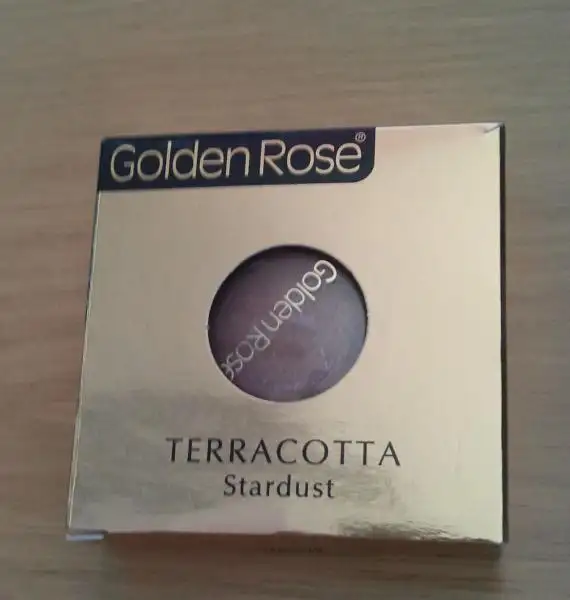 Golden Rose®
Golden Rose
TERRACOTTA
Stardust